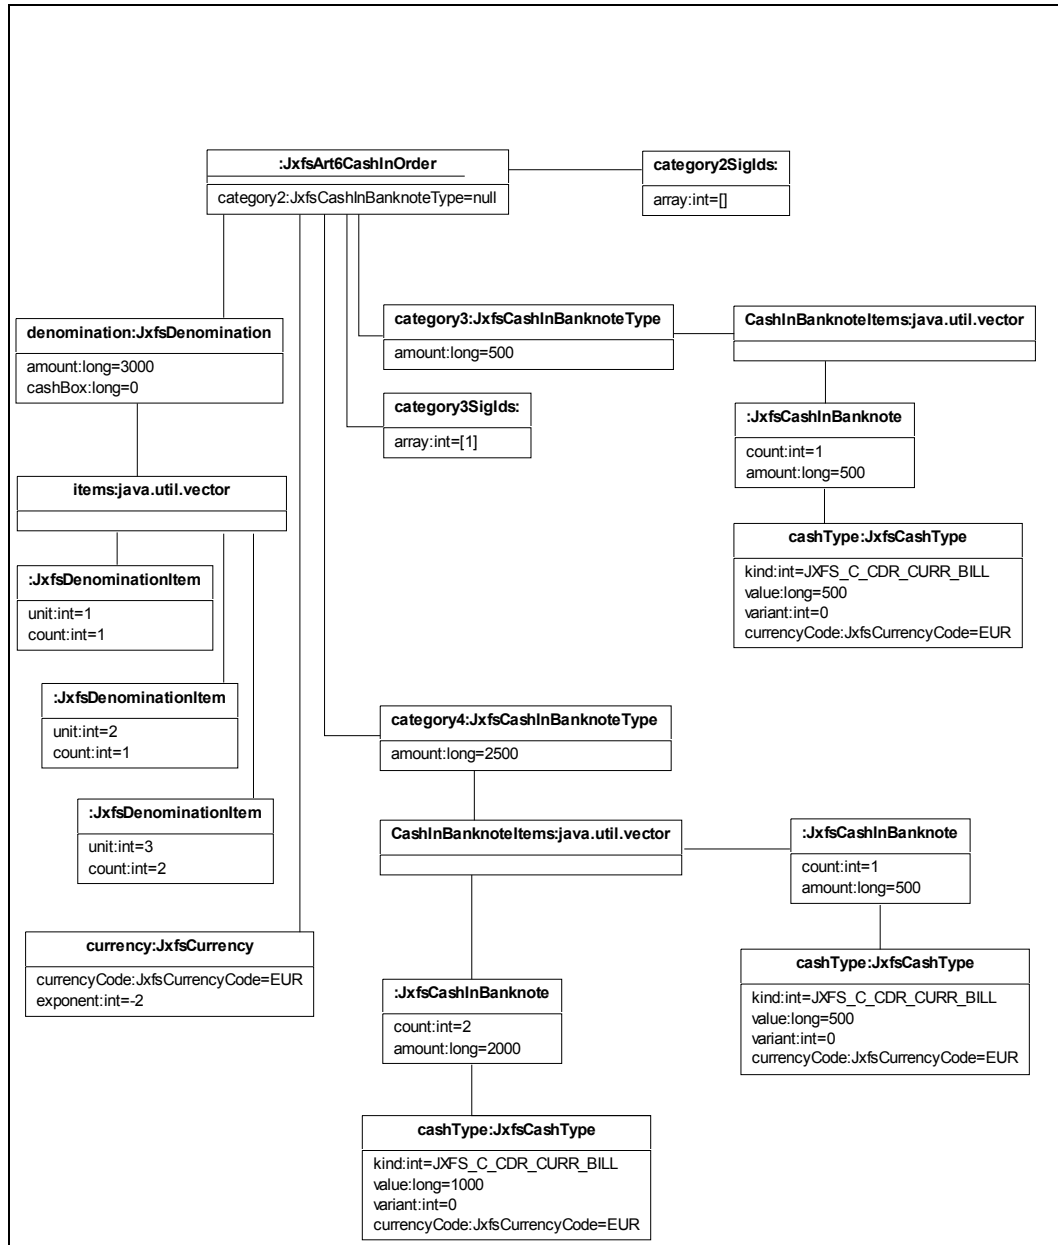 :JxfsArt6CashInOrder
category2:JxfsCashInBanknoteType=null
category2SigIds:
array:int=[]
denomination:JxfsDenomination
amount:long=3000
cashBox:long=0
category3:JxfsCashInBanknoteType
amount:long=500
CashInBanknoteItems:java.util.vector
category3SigIds:
array:int=[1]
:JxfsCashInBanknote
count:int=1
amount:long=500
items:java.util.vector
cashType:JxfsCashType
kind:int=JXFS_C_CDR_CURR_BILL
value:long=500
variant:int=0
currencyCode:JxfsCurrencyCode=EUR
:JxfsDenominationItem
unit:int=1
count:int=1
:JxfsDenominationItem
unit:int=2
count:int=1
category4:JxfsCashInBanknoteType
amount:long=2500
:JxfsDenominationItem
unit:int=3
count:int=2
CashInBanknoteItems:java.util.vector
:JxfsCashInBanknote
count:int=1
amount:long=500
currency:JxfsCurrency
currencyCode:JxfsCurrencyCode=EUR
exponent:int=-2
:JxfsCashInBanknote
count:int=2
amount:long=2000
cashType:JxfsCashType
kind:int=JXFS_C_CDR_CURR_BILL
value:long=500
variant:int=0
currencyCode:JxfsCurrencyCode=EUR
cashType:JxfsCashType
kind:int=JXFS_C_CDR_CURR_BILL
value:long=1000
variant:int=0
currencyCode:JxfsCurrencyCode=EUR